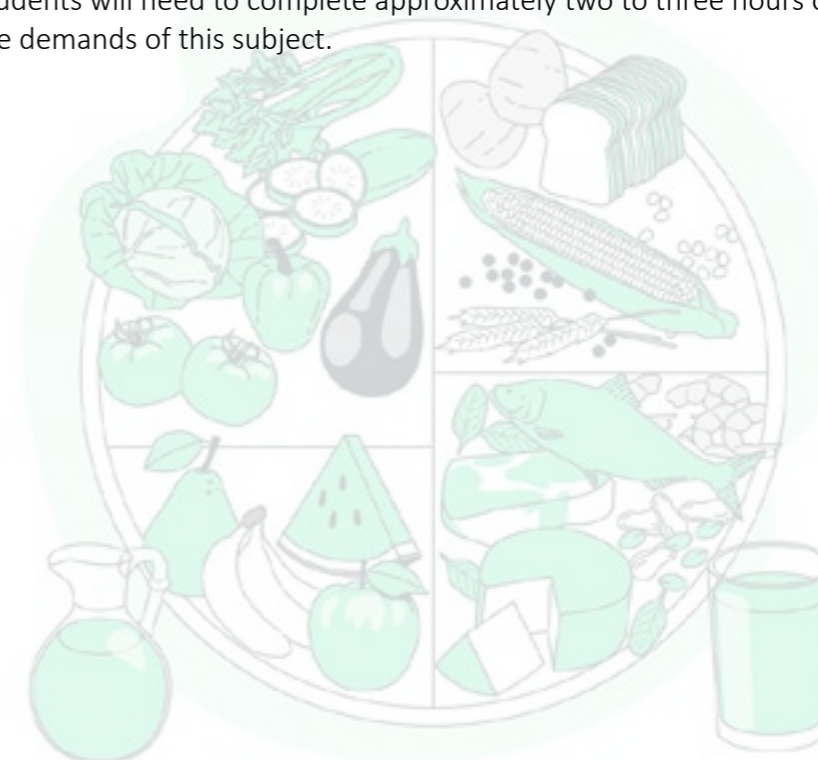 will need to complete approximately two to three hours
demands of this subject.